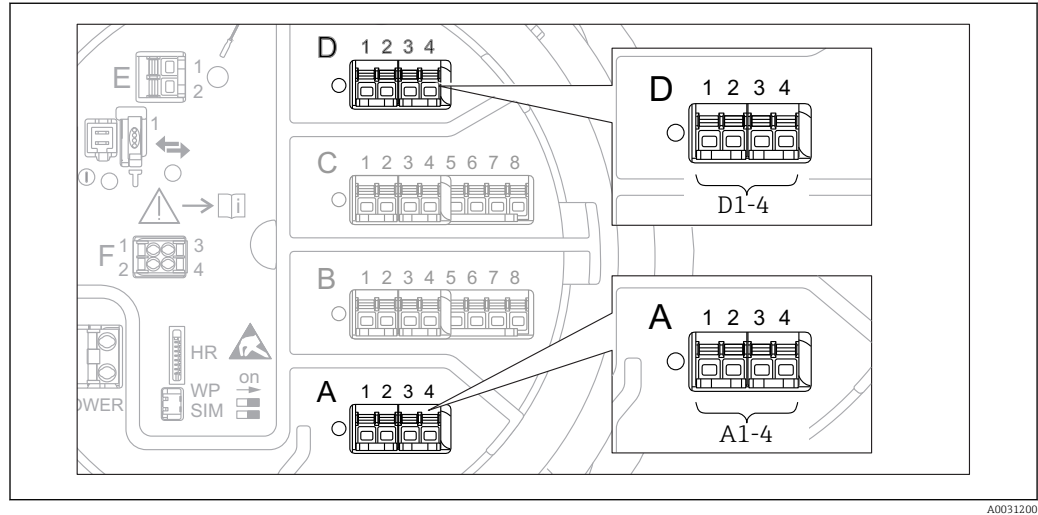 D 1 2 3 4
E 1
2
1
C 1 2 3 4 5 6 7 8
i
F 1 3
2 4
B 1 2 3 4 5 6 7 8
HR
WP on
SIM
OWER
A 1 2 3 4
D 1 2 3 4
D1-4
A 1 2 3 4
A1-4
A0031200